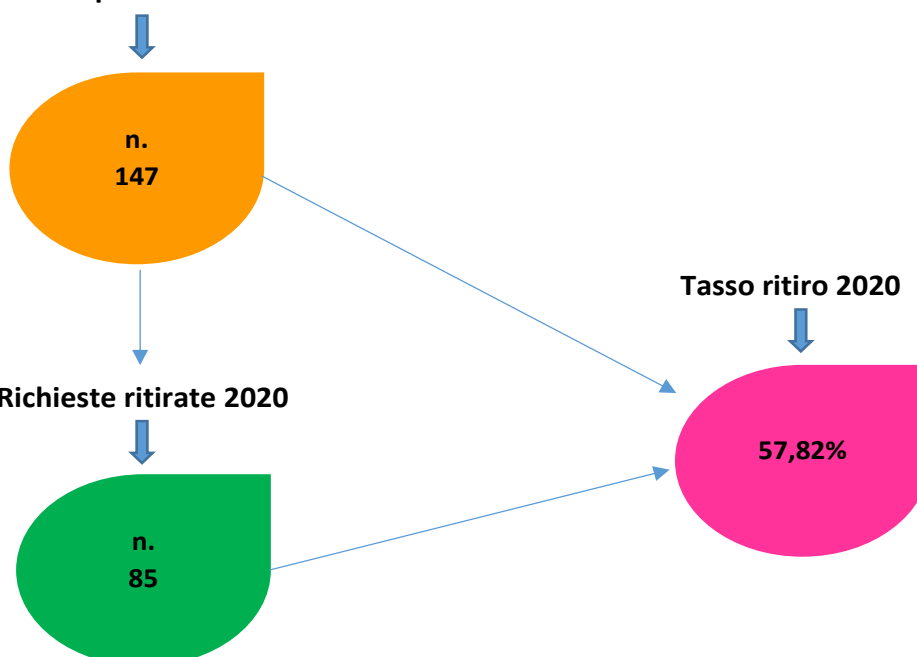 n.
147
Tasso ritiro 2020
Richieste ritirate 2020
57,82%
n.
85